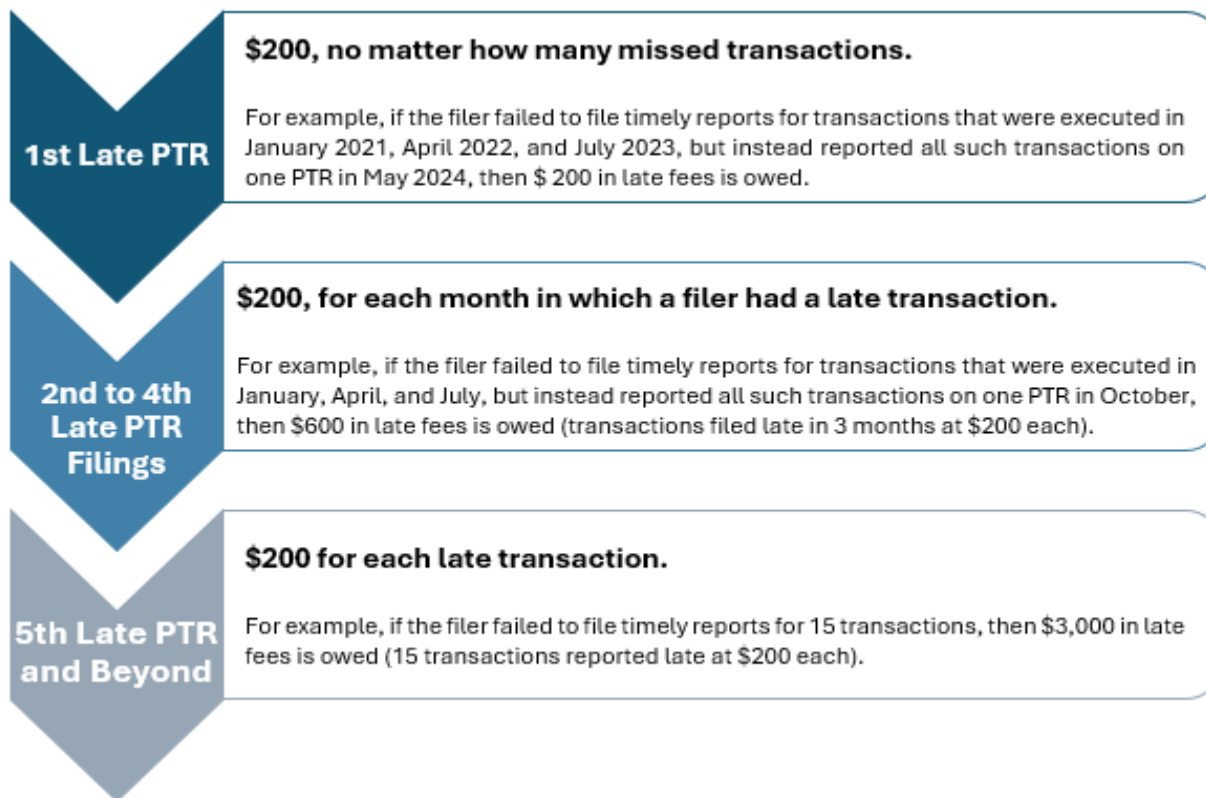 1st Late PTR
$200, no matter how many missed transactions.
For example, if the filer failed to file timely reports for transactions that were executed in
January 2021, April 2022, and July 2023, but instead reported all such transactions on
one PTR in May 2024, then $ 200 in late fees is owed.
2nd to 4th
Late PTR
Filings
$200, for each month in which a filer had a late transaction.
For example, if the filer failed to file timely reports for transactions that were executed in
January, April, and July, but instead reported all such transactions on one PTR in October,
then $600 in late fees is owed (transactions filed late in 3 months at $200 each).
5th Late PTR
and Beyond
$200 for each late transaction.
For example, if the filer failed to file timely reports for 15 transactions, then $3,000 in late
fees is owed (15 transactions reported late at $200 each).